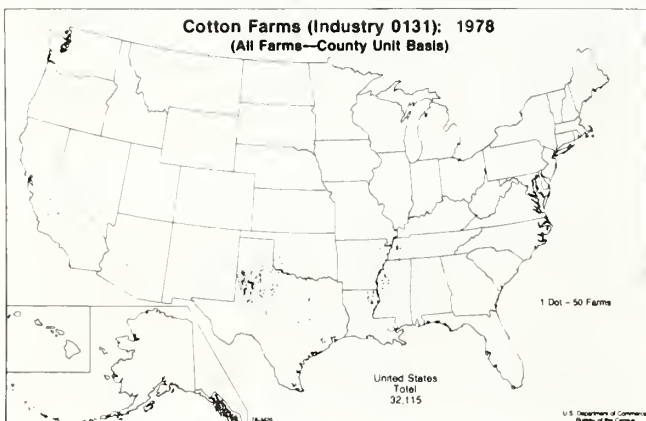 Cotton Farms (Industry 0131): 1978
(All Farms—County Unit Basis)
1 Dot – 50 Farms
United States
Total
32,115
U.S. Department of Commerce
Bureau of the Census